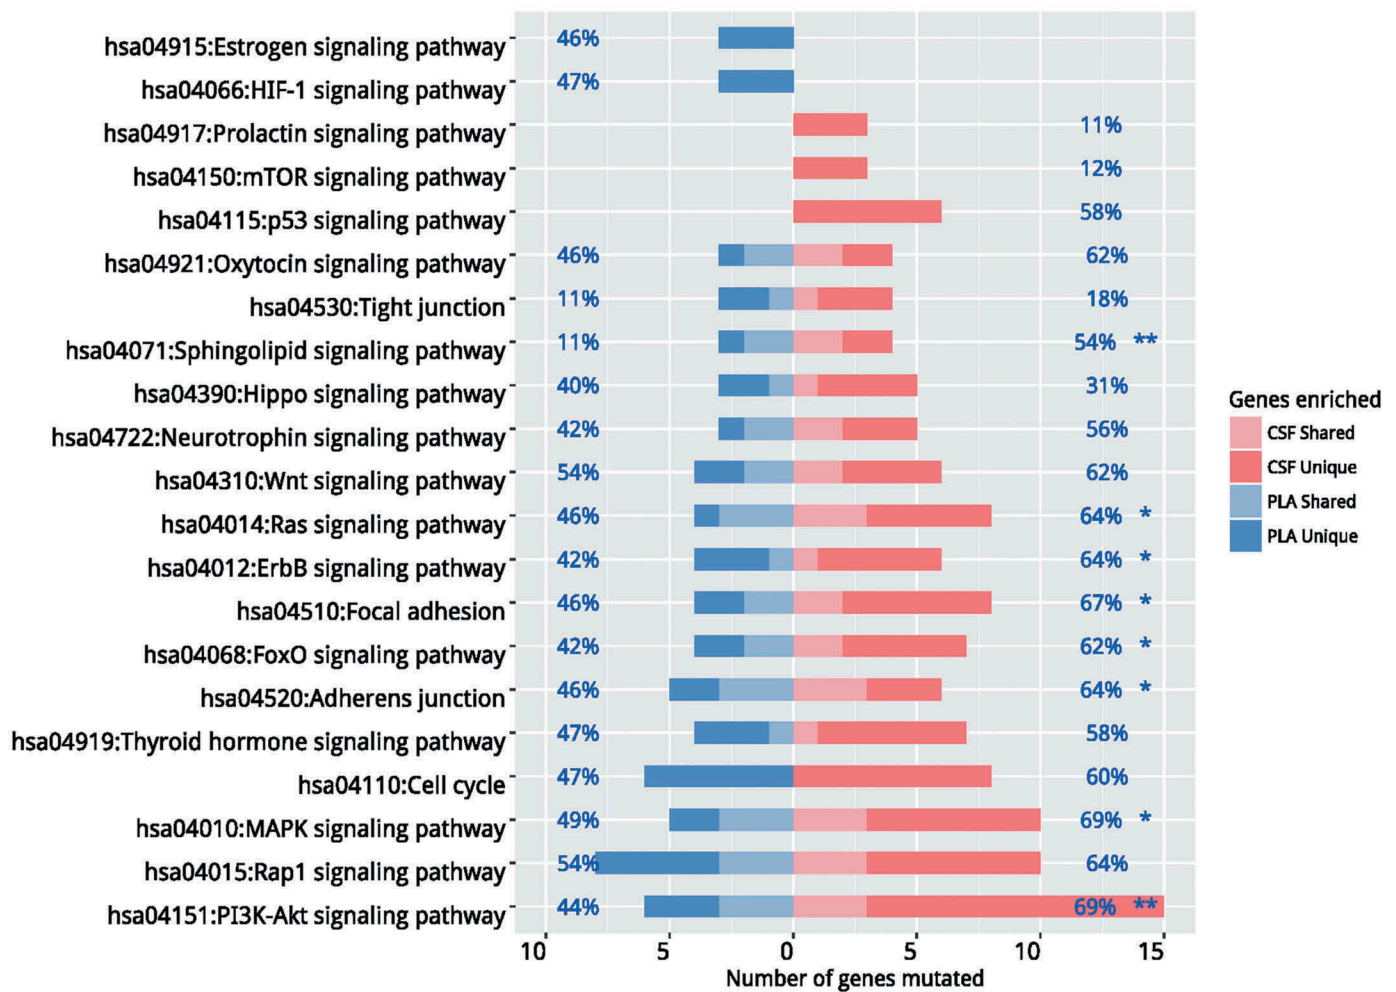 hsa04915:Estrogen signaling pathway 46%
hsa04066:HIF-1 signaling pathway 47%
hsa04917:Prolactin signaling pathway 11%
hsa04150:mTOR signaling pathway 12%
hsa04115:p53 signaling pathway 58%
hsa04921:Oxytocin signaling pathway 46% 62%
hsa04530:Tight junction 11% 18%
hsa04071:Sphingolipid signaling pathway 11% 54% **
hsa04390:Hippo signaling pathway 40% 31%
hsa04722:Neurotrophin signaling pathway 42% 56%
hsa04310:Wnt signaling pathway 54% 62%
hsa04014:Ras signaling pathway 46% 64% *
hsa04012:ErbB signaling pathway 42% 64% *
hsa04510:Focal adhesion 46% 67% *
hsa04068:FoxO signaling pathway 42% 62% *
hsa04520:Adherens junction 46% 64% *
hsa04919:Thyroid hormone signaling pathway 47% 58%
hsa04110:Cell cycle 47% 60%
hsa04010:MAPK signaling pathway 49% 69% *
hsa04015:Rap1 signaling pathway 54% 64%
hsa04151:PI3K-Akt signaling pathway 44% 69% **
10 5 0 5 10 15
Number of genes mutated
Genes enriched
CSF Shared
CSF Unique
PLA Shared
PLA Unique